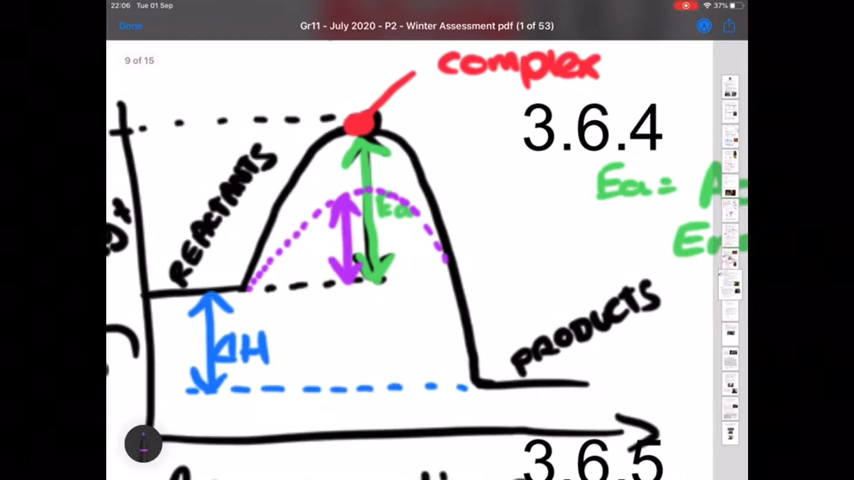 22:06 Tue 01 Sep
37%
Done
Gr11 - July 2020 - P2 - Winter Assessment pdf (1 of 53)
9 of 15
complex
3.6.4
REACTANTS
Ea =
Ea
ΔH
PRODUCTS
3.6.5